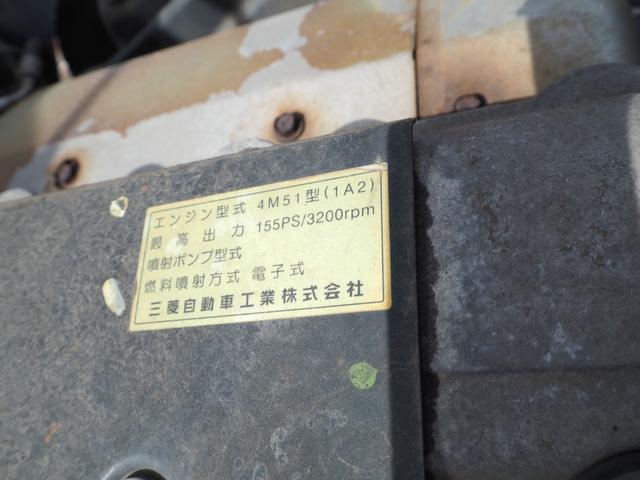 エンジン型式 4M51型(1A2)
最高出力 155PS/3200rpm
噴射ポンプ型式
燃料噴射方式 電子式
三菱自動車工業株式会社